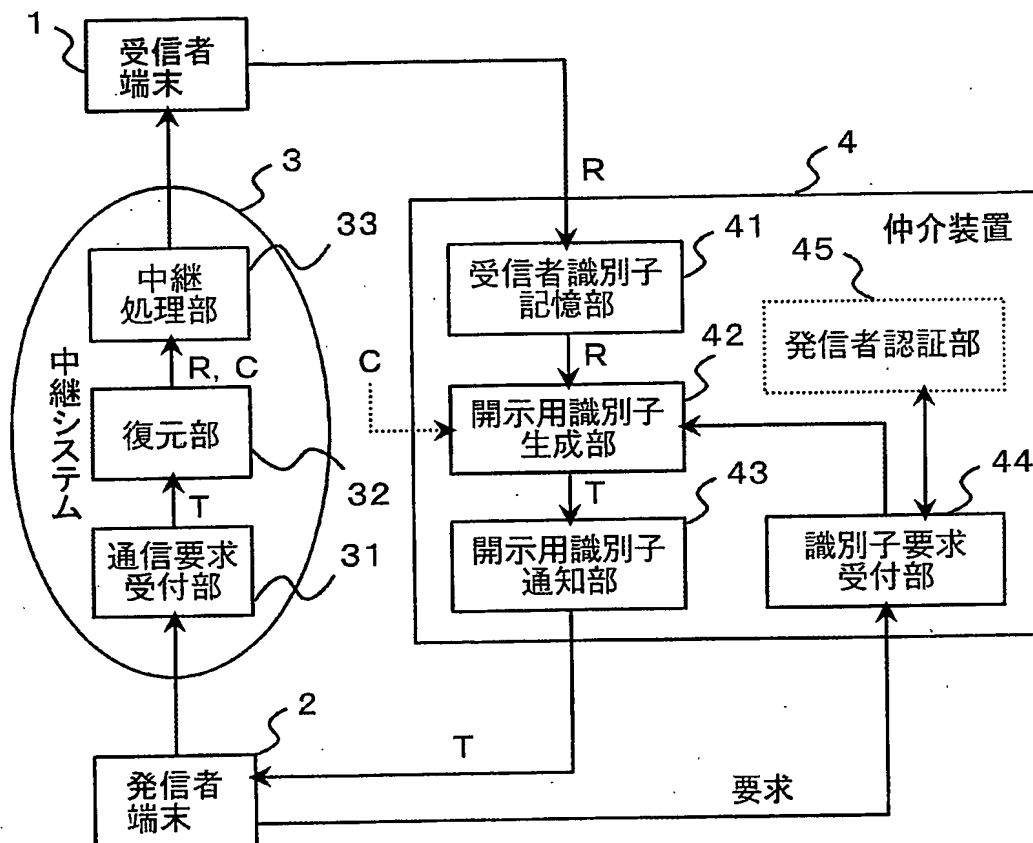 1
受信者
端末
3
4
R
33
41
仲介装置
45
中継
処理部
受信者識別子
記憶部
発信者認証部
R, C
C
R
42
中継システム
復元部
開示用識別子
生成部
32
T
T
43
44
通信要求
受付部
31
開示用識別子
通知部
識別子要求
受付部
2
T
発信者
端末
要求